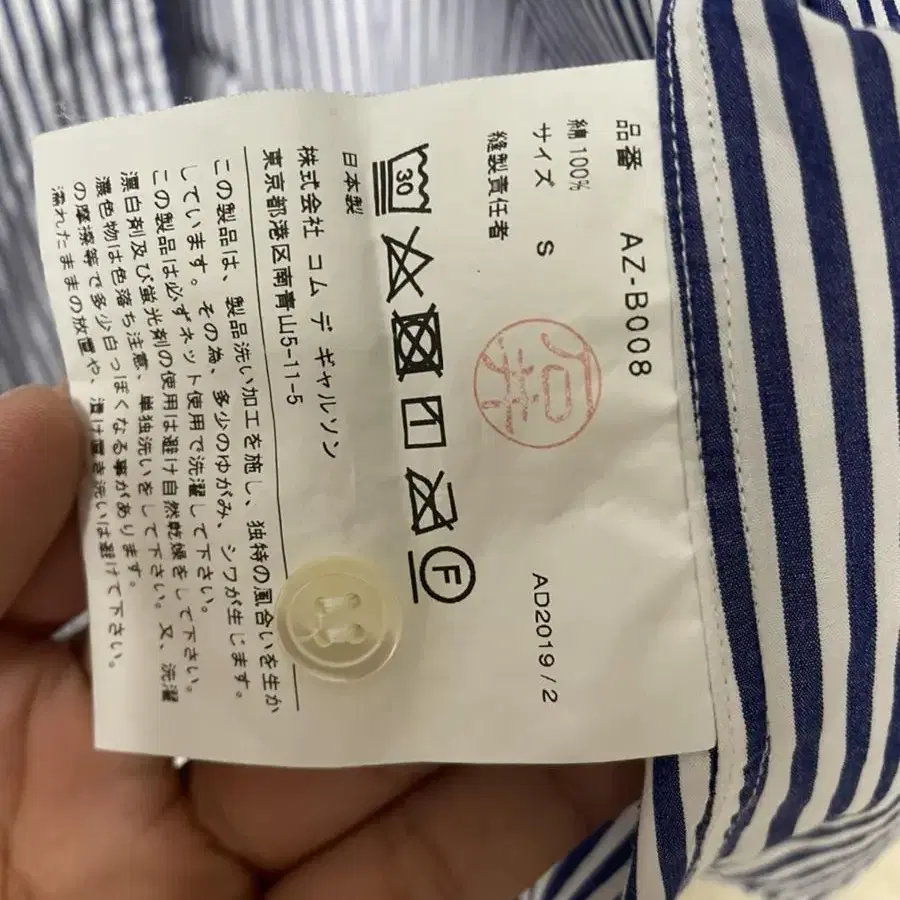 品番 AZ-B008
綿 100%
サイズ S
縫製責任者
AD2019 / 2
30
F
日本製
株式会社 コム デ ギャルソン
東京都港区南青山5-11-5
この製品は、製品洗い加工を施し、独特の風合いを生か
しています。その為、多少のゆがみ、シワが生じます。
この製品は必ずネット使用で洗濯して下さい。
漂白剤及び蛍光剤の使用は避け自然乾燥をして下さい。
濃色物は色落ち注意、単独洗いをして下さい。又、洗濯
の摩擦等で多少白っぽくなる事があります。
濡れたままの放置や、漬け置き洗いは避けて下さい。